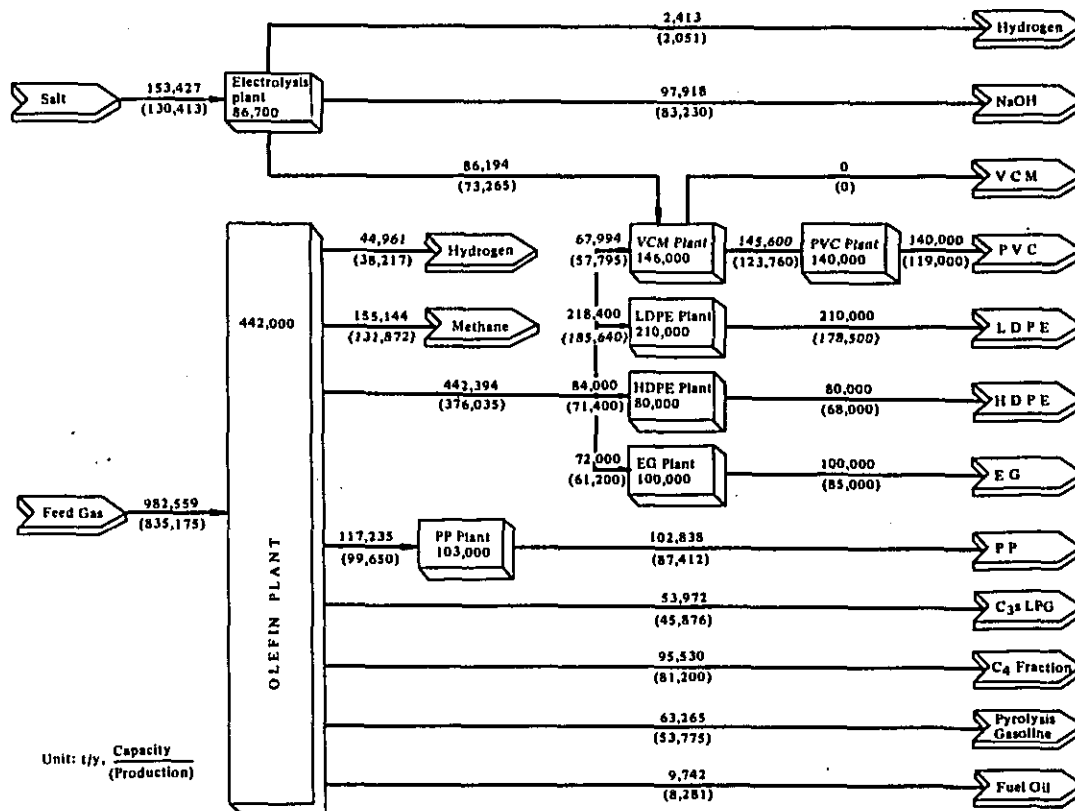 2,413
(2,051)
Hydrogen
Salt
153,427
(130,413)
Electrolysis
plant
86,700
97,918
(83,230)
NaOH
86,194
(73,265)
0
(0)
VCM
44,961
(38,217)
Hydrogen
67,994
(57,795)
VCM Plant
146,000
145,600
(123,760)
PVC Plant
140,000
140,000
(119,000)
PVC
442,000
155,144
(131,872)
Methane
218,400
(185,640)
LDPE Plant
210,000
210,000
(178,500)
LDPE
442,394
(376,035)
84,000
(71,400)
HDPE Plant
80,000
80,000
(68,000)
HDPE
72,000
(61,200)
EG Plant
100,000
100,000
(85,000)
EG
Feed Gas
982,559
(835,175)
OLEFIN PLANT
117,235
(99,650)
PP Plant
103,000
102,838
(87,412)
PP
53,972
(45,876)
C3s LPG
95,530
(81,200)
C4 Fraction
63,265
(53,775)
Pyrolysis
Gasoline
Unit: t/y, Capacity
(Production)
9,742
(8,281)
Fuel Oil